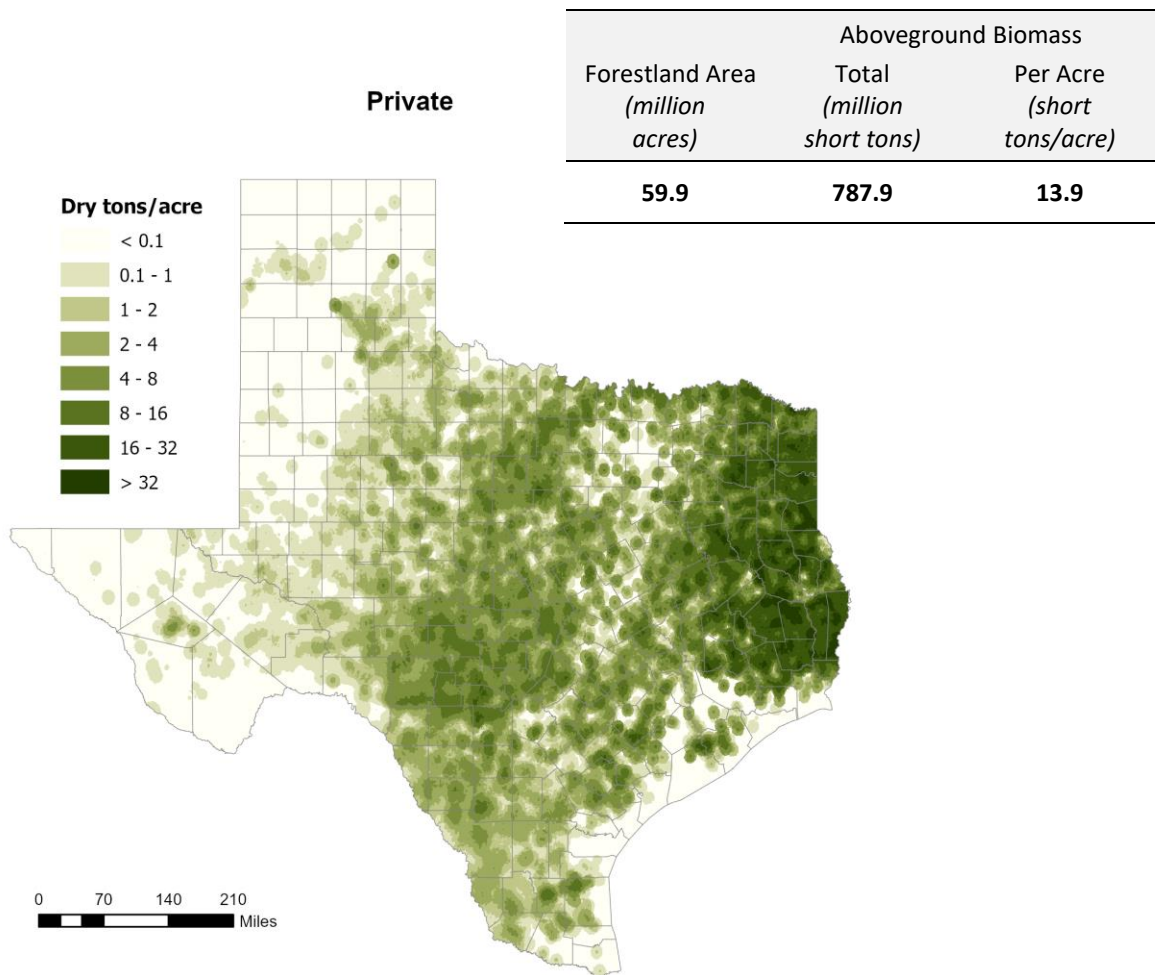 Private
Aboveground Biomass
Forestland Area Total Per Acre
(million (million (short
acres) short tons) tons/acre)
59.9 787.9 13.9
Dry tons/acre
< 0.1
0.1 - 1
1 - 2
2 - 4
4 - 8
8 - 16
16 - 32
> 32
0 70 140 210
Miles